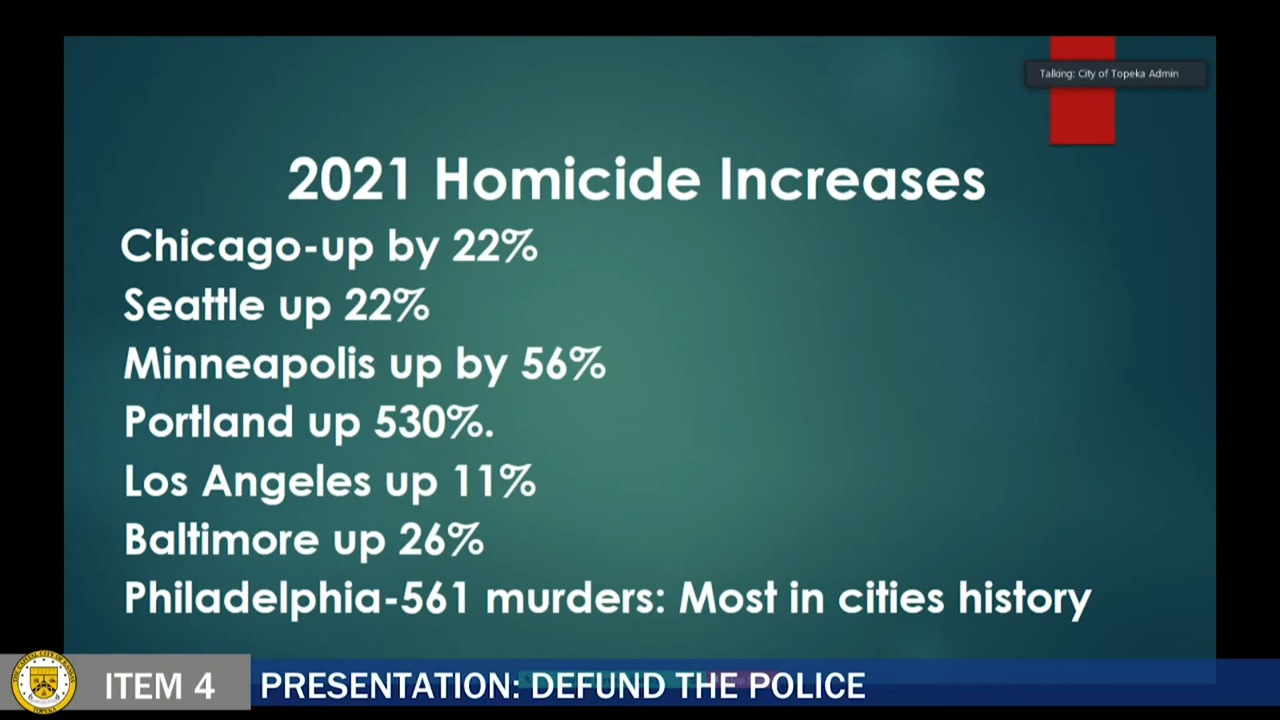 Talking: City of Topeka Admin
2021 Homicide Increases
Chicago-up by 22%
Seattle up 22%
Minneapolis up by 56%
Portland up 530%.
Los Angeles up 11%
Baltimore up 26%
Philadelphia-561 murders: Most in cities history
ITEM 4
PRESENTATION: DEFUND THE POLICE
TOPEKA